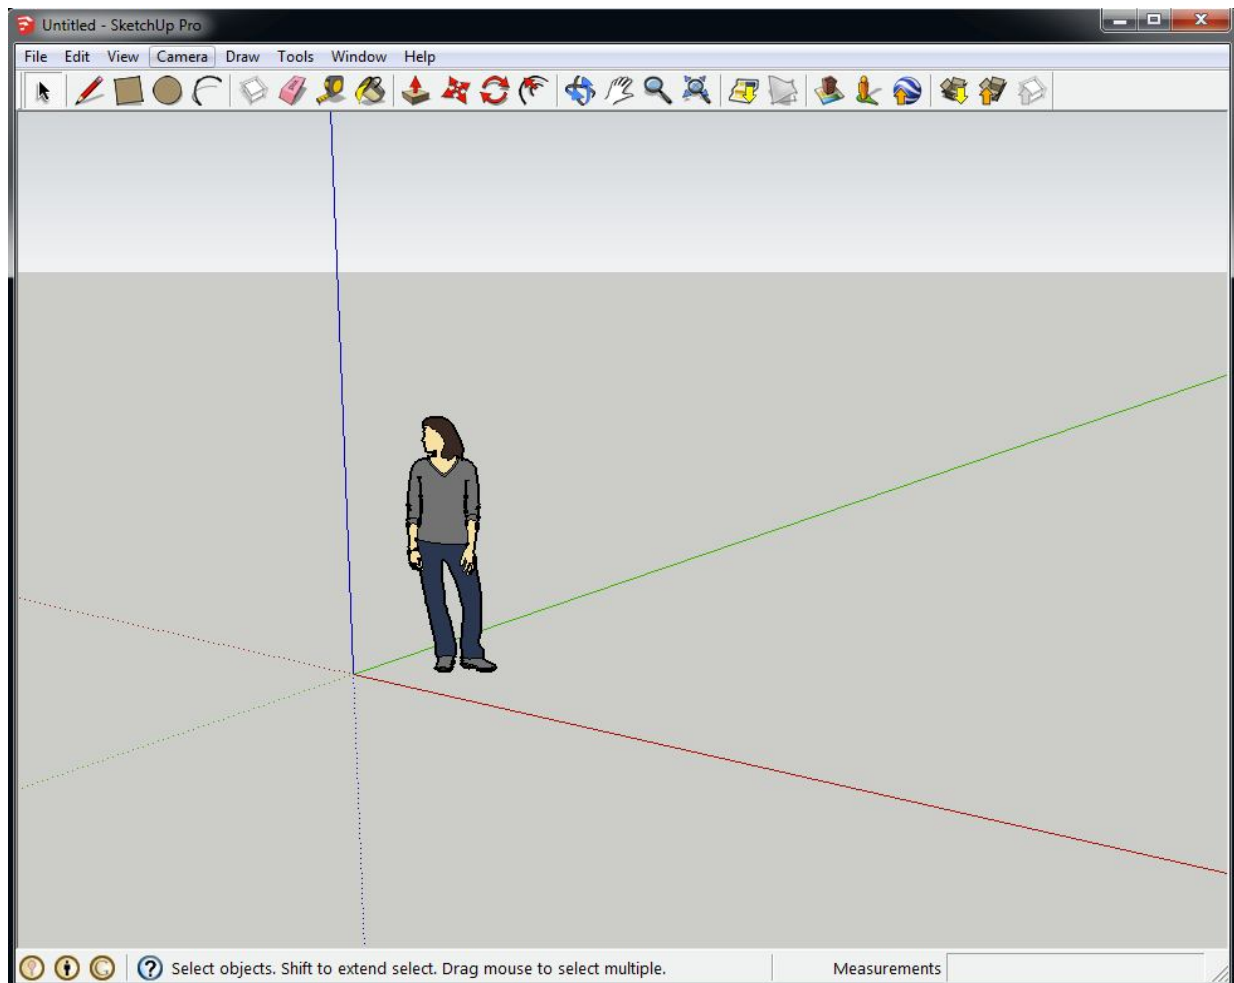 Untitled - SketchUp Pro
File Edit View Camera Draw Tools Window Help
Select objects. Shift to extend select. Drag mouse to select multiple. Measurements